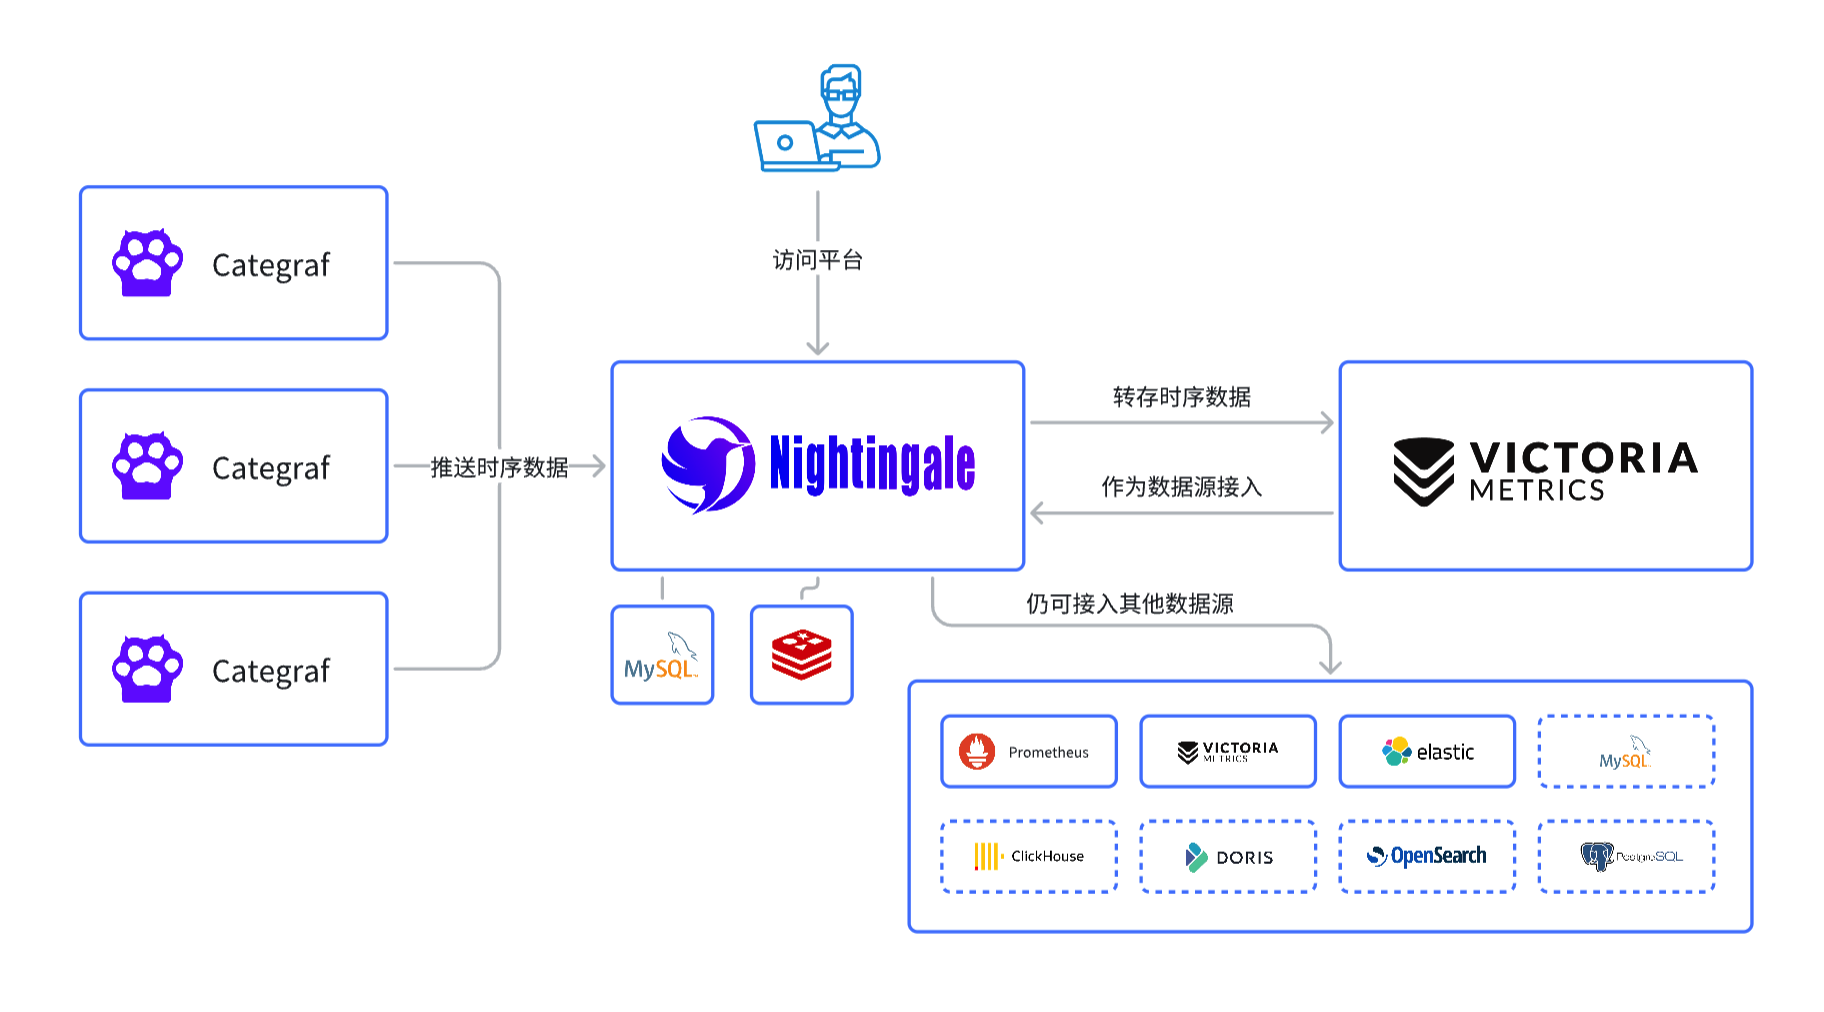 访问平台
Categraf
Categraf
Categraf
推送时序数据
Nightingale
转存时序数据
作为数据源接入
VICTORIA
METRICS
仍可接入其他数据源
MySQL
Prometheus
VICTORIA
METRICS
elastic
MySQL
ClickHouse
DORIS
OpenSearch
PostgreSQL